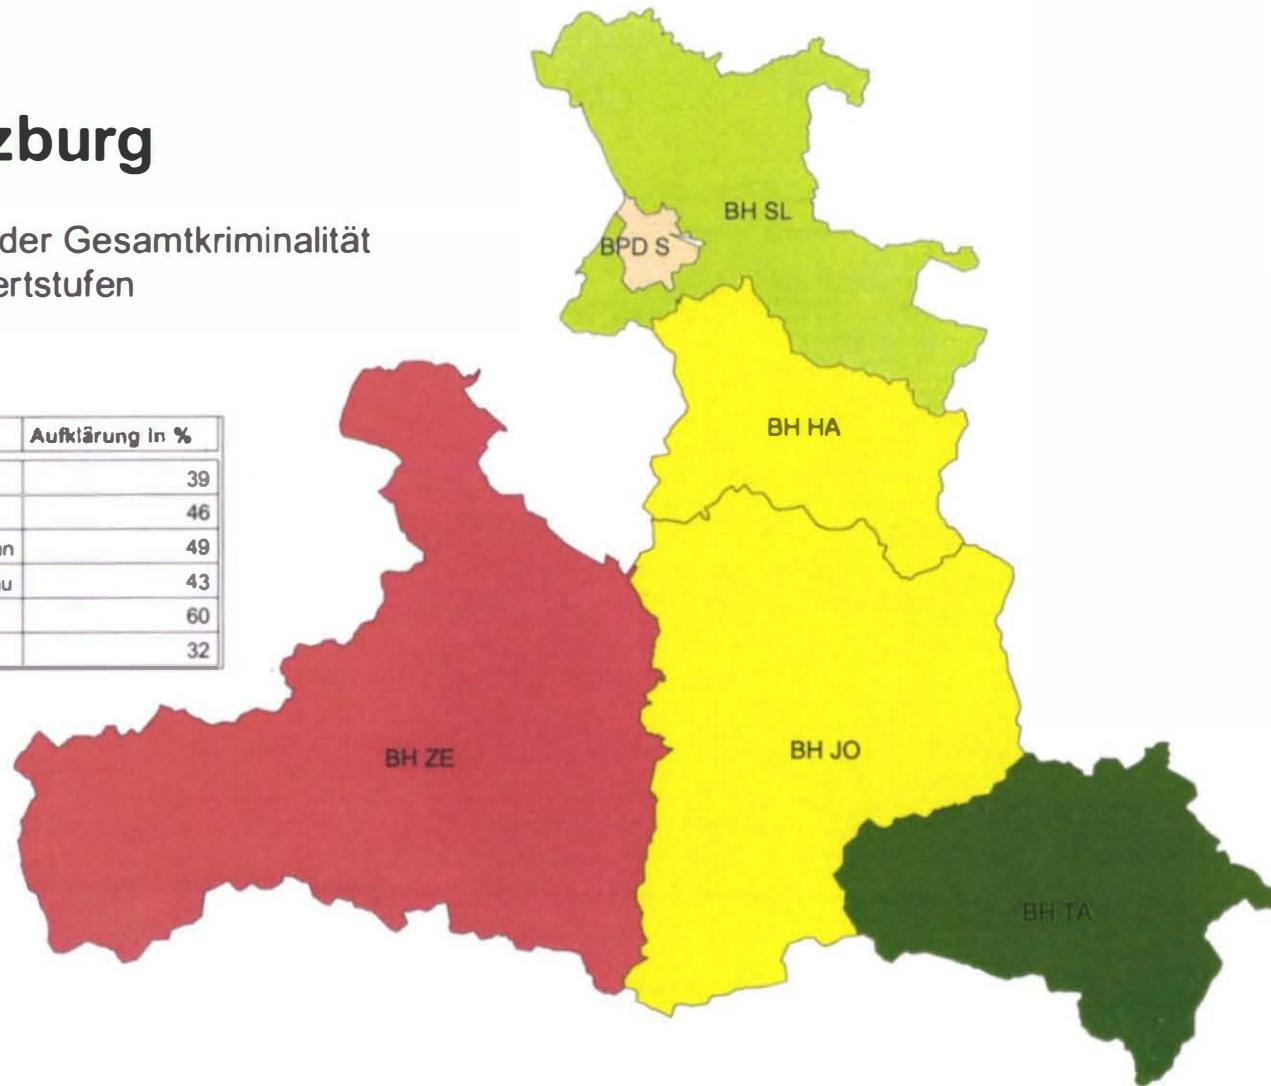 zburg
der Gesamtkriminalität
ertstufen
Aufklärung in %
39
46
n 49
u 43
60
32
BH SL
BPD S
BH HA
BH ZE
BH JO
BH TA